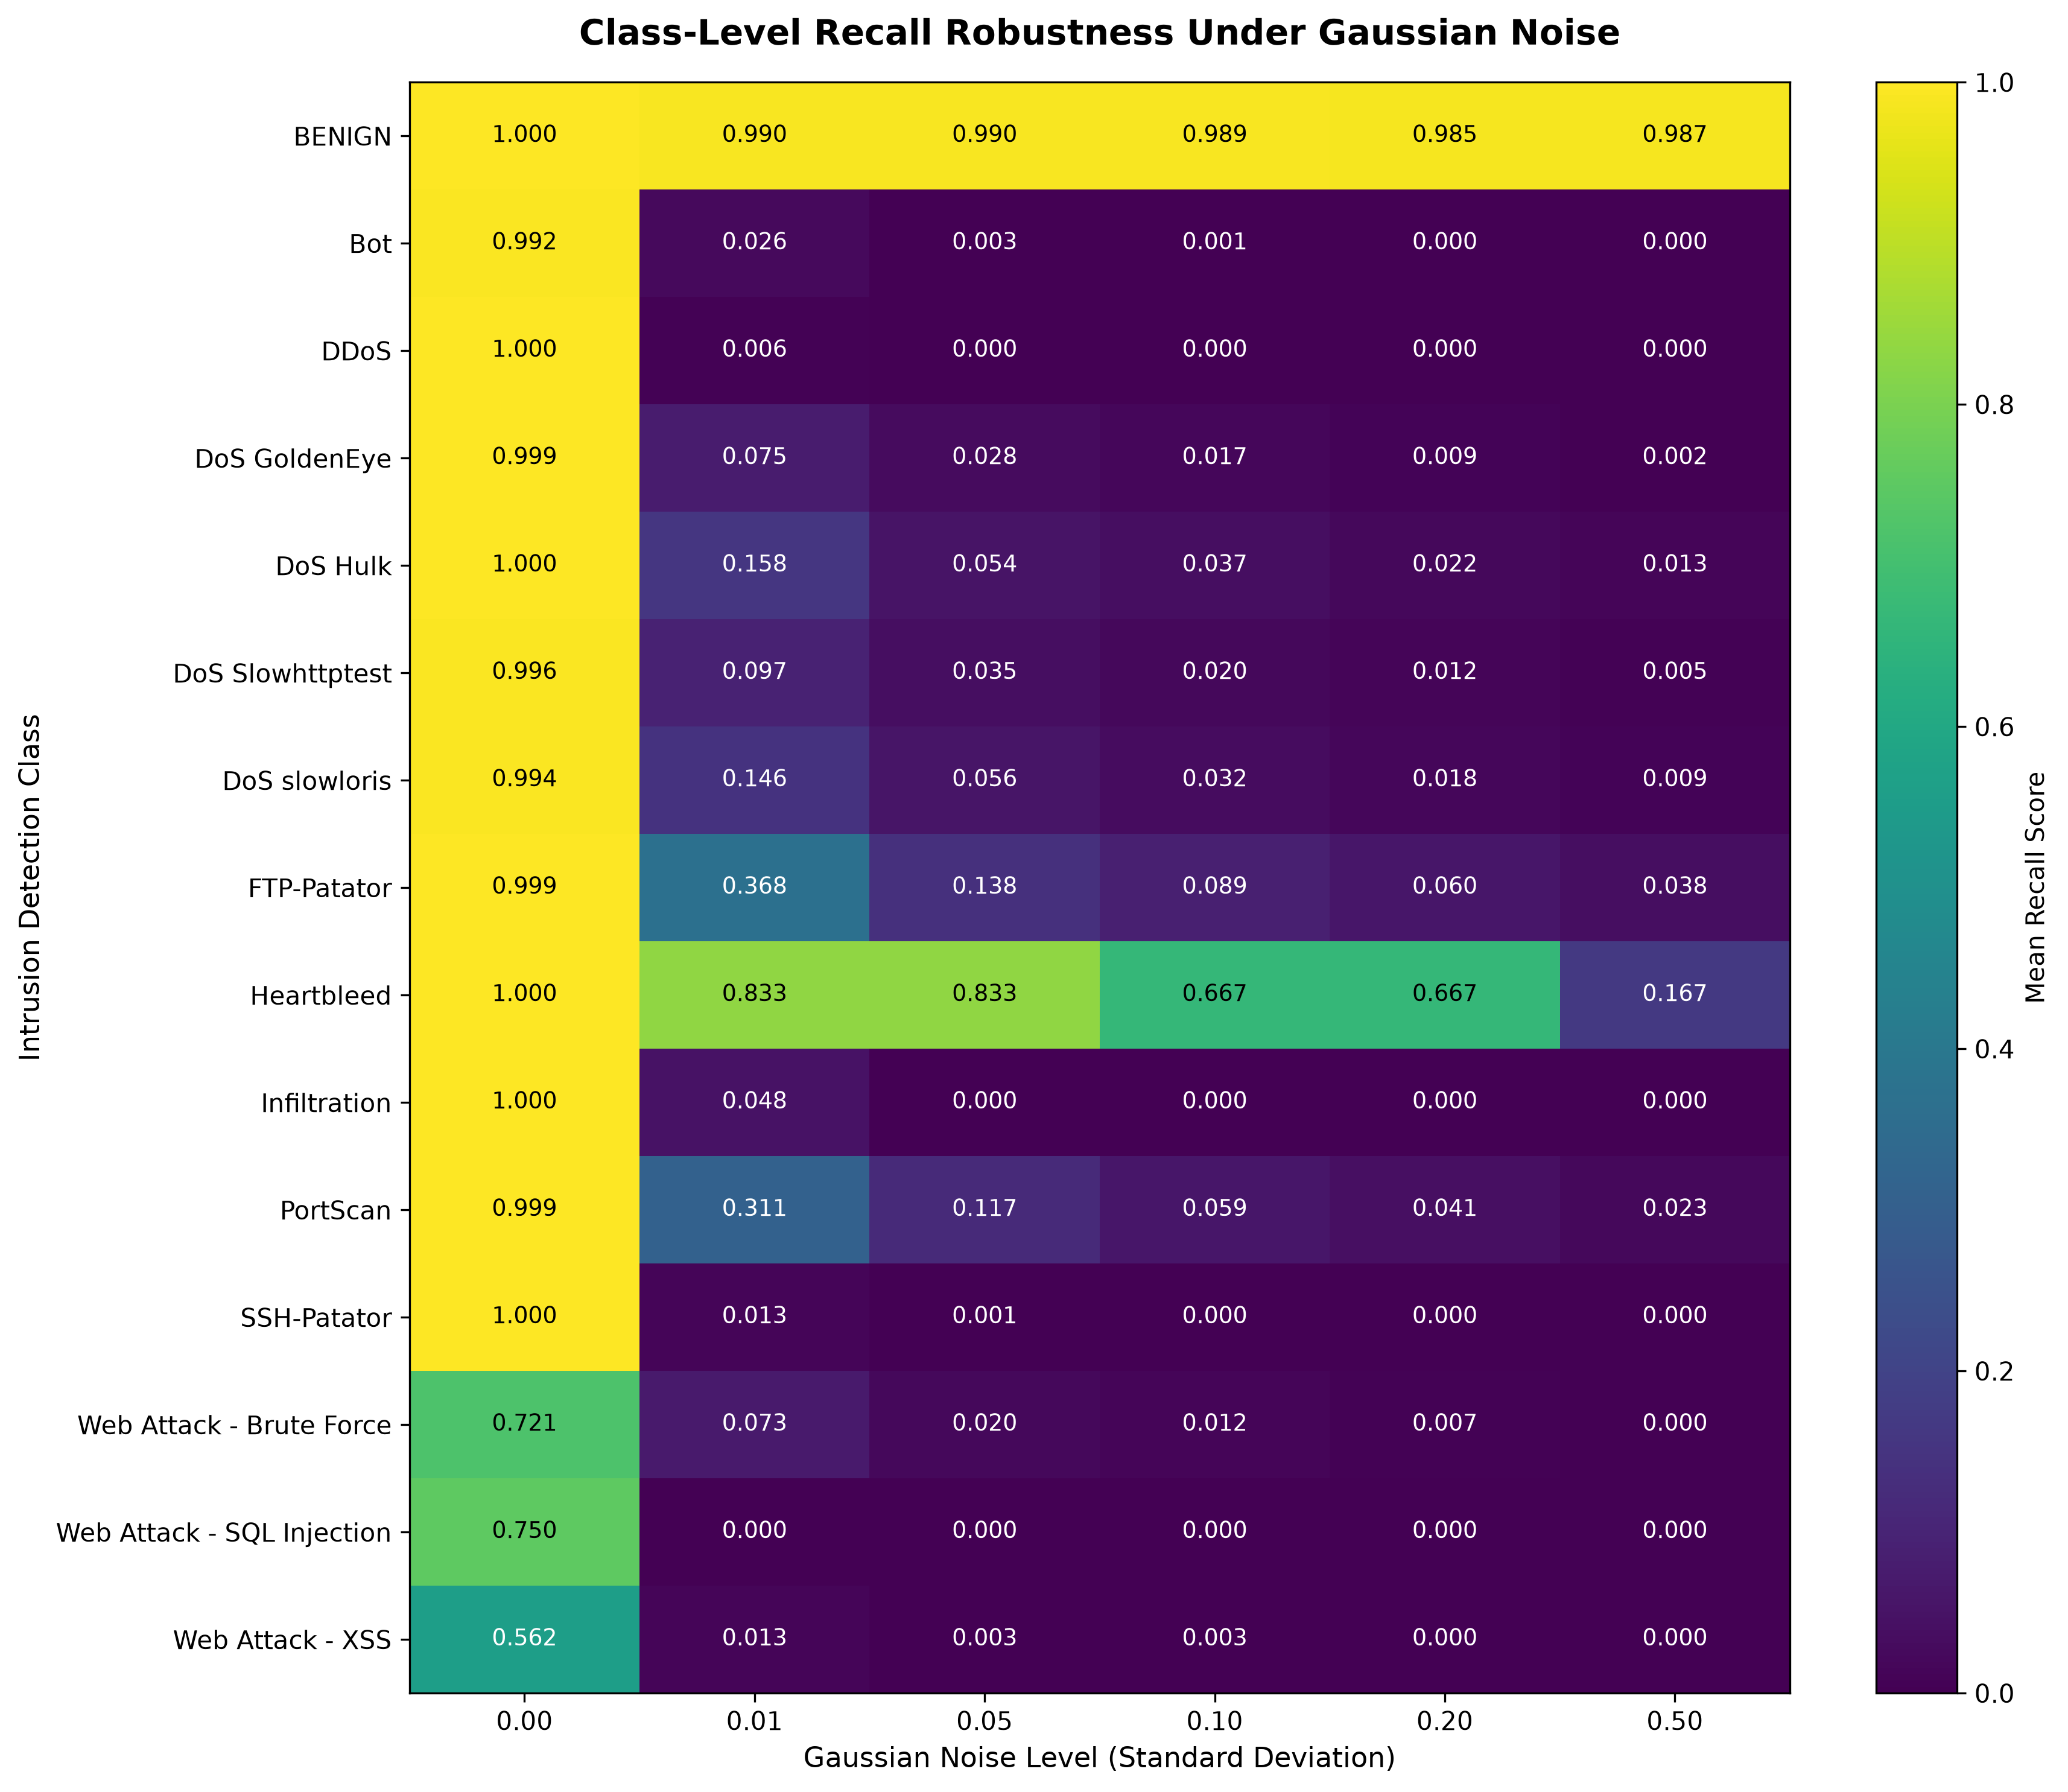 Class-Level Recall Robustness Under Gaussian Noise
BENIGN 1.000 0.990 0.990 0.989 0.985 0.987
Bot 0.992 0.026 0.003 0.001 0.000 0.000
DDoS 1.000 0.006 0.000 0.000 0.000 0.000
DoS GoldenEye 0.999 0.075 0.028 0.017 0.009 0.002
DoS Hulk 1.000 0.158 0.054 0.037 0.022 0.013
DoS Slowhttptest 0.996 0.097 0.035 0.020 0.012 0.005
DoS slowloris 0.994 0.146 0.056 0.032 0.018 0.009
FTP-Patator 0.999 0.368 0.138 0.089 0.060 0.038
Heartbleed 1.000 0.833 0.833 0.667 0.667 0.167
Infiltration 1.000 0.048 0.000 0.000 0.000 0.000
PortScan 0.999 0.311 0.117 0.059 0.041 0.023
SSH-Patator 1.000 0.013 0.001 0.000 0.000 0.000
Web Attack - Brute Force 0.721 0.073 0.020 0.012 0.007 0.000
Web Attack - SQL Injection 0.750 0.000 0.000 0.000 0.000 0.000
Web Attack - XSS 0.562 0.013 0.003 0.003 0.000 0.000
0.00 0.01 0.05 0.10 0.20 0.50
Gaussian Noise Level (Standard Deviation)
Intrusion Detection Class
1.0
0.8
0.6
0.4
0.2
0.0
Mean Recall Score